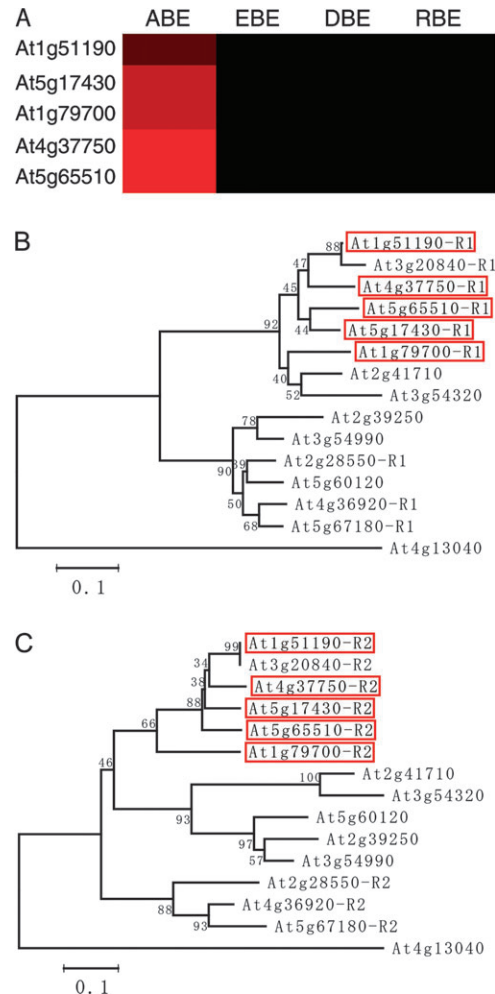 A ABE EBE DBE RBE
At1g51190
At5g17430
At1g79700
At4g37750
At5g65510
B
88 At1g51190-R1
At3g20840-R1
47 At4g37750-R1
45 At5g65510-R1
44 At5g17430-R1
92 At1g79700-R1
40 At2g41710
52 At3g54320
At2g39250
78 At3g54990
At2g28550-R1
90 39 At5g60120
50 At4g36920-R1
68 At5g67180-R1
At4g13040
0.1
C
99 At1g51190-R2
34 At3g20840-R2
38 At4g37750-R2
88 At5g17430-R2
66 At5g65510-R2
At1g79700-R2
46 At2g41710
100 At3g54320
93 At5g60120
97 At2g39250
57 At3g54990
At2g28550-R2
88 At4g36920-R2
93 At5g67180-R2
At4g13040
0.1